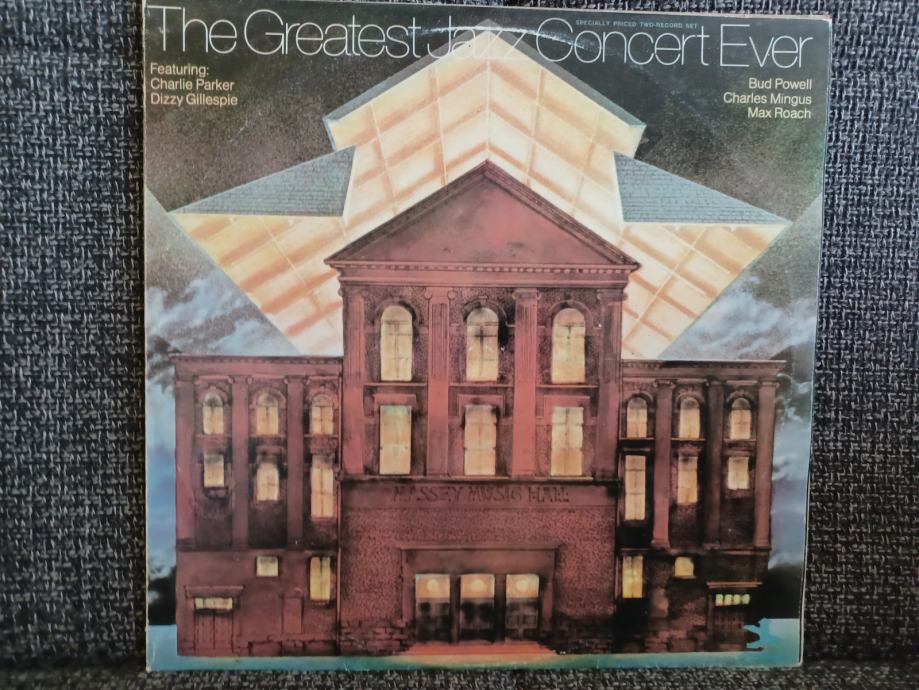 SPECIALLY PRICED TWO-RECORD SET
The Greatest Jazz Concert Ever
Featuring:
Charlie Parker
Dizzy Gillespie
Bud Powell
Charles Mingus
Max Roach
MASSEY MUSIC HALL